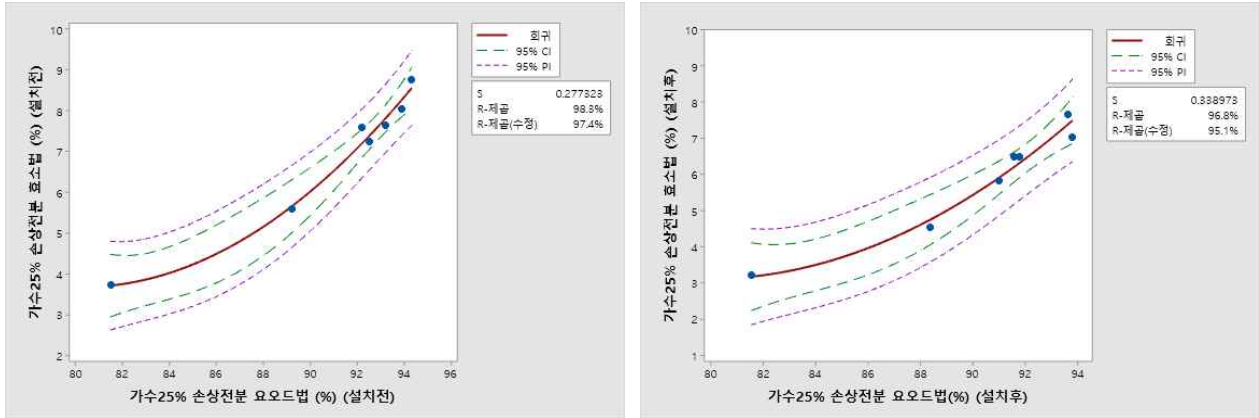 가수25% 손상전분 효소법 (%) (설치전)
10
9
8
7
6
5
4
3
2
80 82 84 86 88 90 92 94 96
가수25% 손상전분 요오드법 (%) (설치전)
회귀
95% CI
95% PI
S 0.277323
R-제곱 98.3%
R-제곱(수정) 97.4%
가수25% 손상전분 효소법 (%) (설치후)
10
9
8
7
6
5
4
3
2
1
80 82 84 86 88 90 92 94
가수25% 손상전분 요오드법(%) (설치후)
회귀
95% CI
95% PI
S 0.338973
R-제곱 96.8%
R-제곱(수정) 95.1%